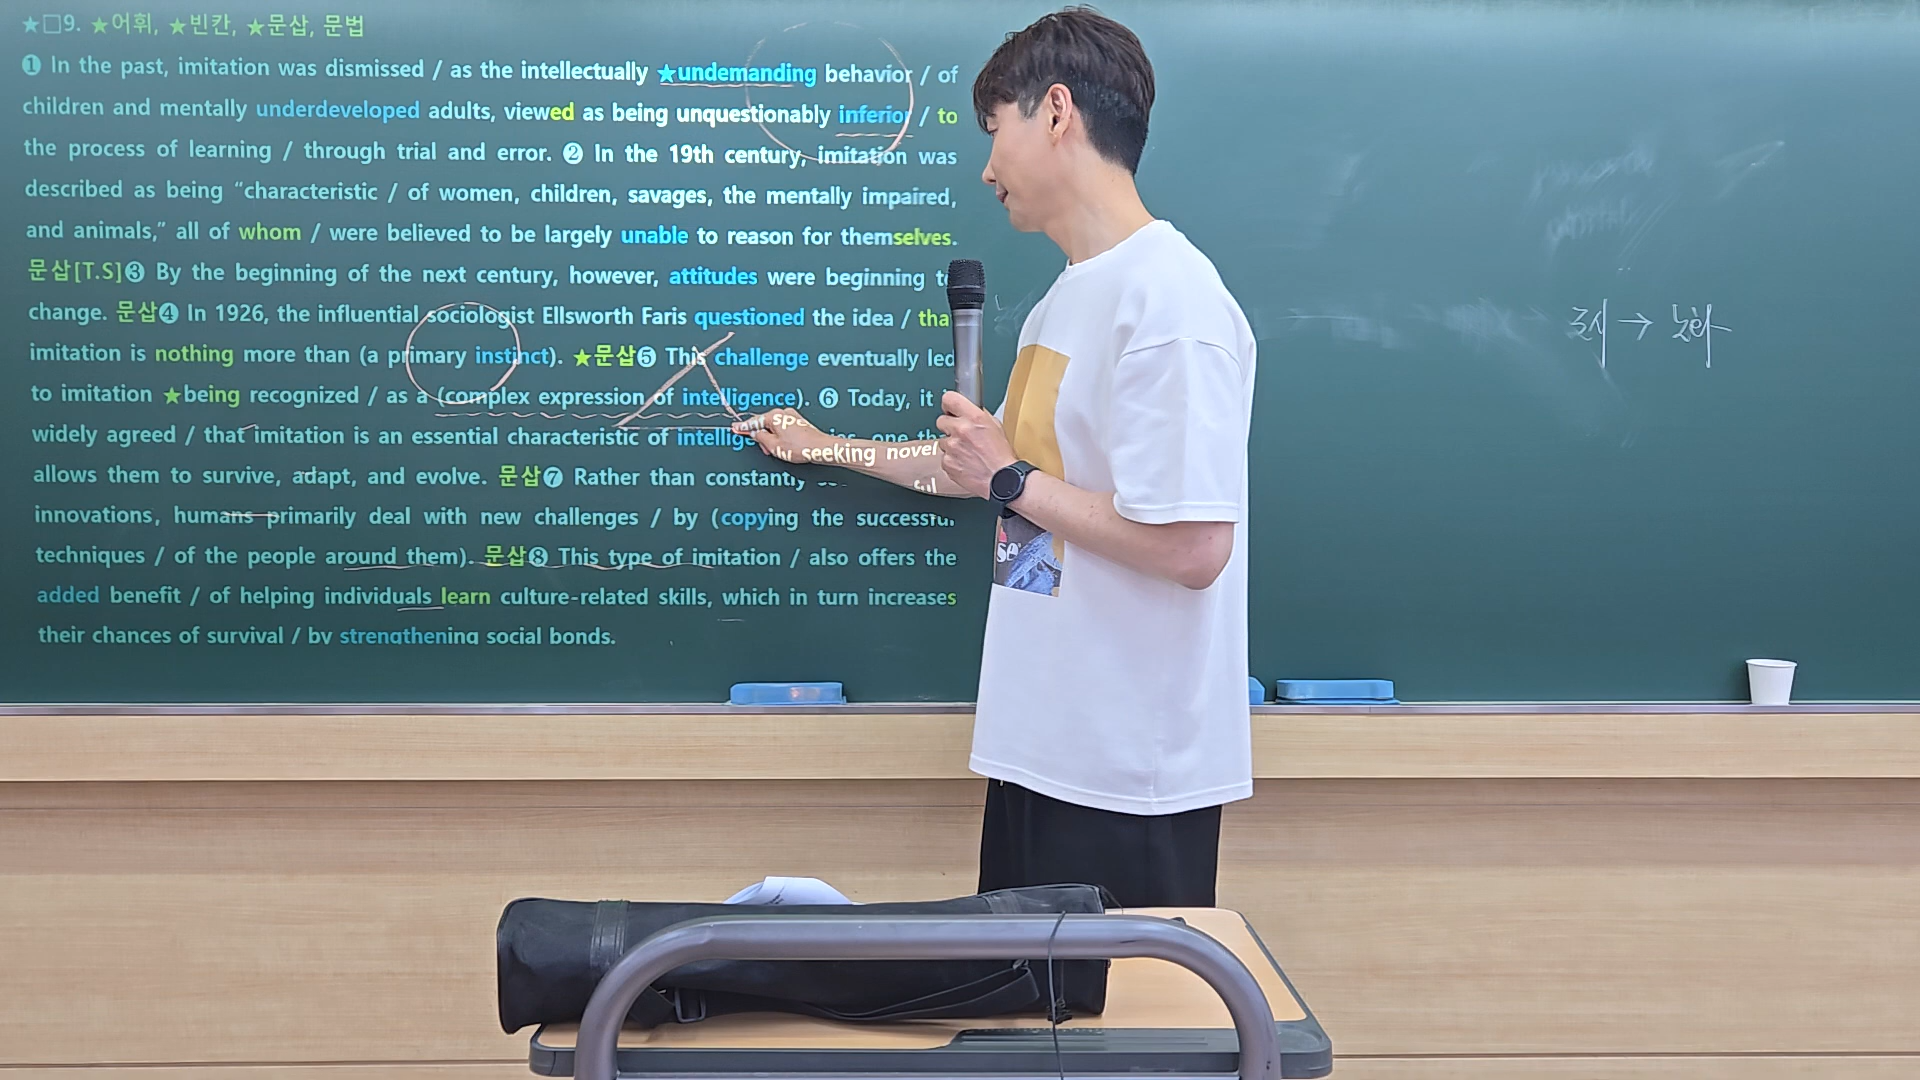 ★□9. ★어휘, ★빈칸, ★문삽, 문법
❶ In the past, imitation was dismissed / as the intellectually ★undemanding behavior / of
children and mentally underdeveloped adults, viewed as being unquestionably inferior / to
the process of learning / through trial and error. ❷ In the 19th century, imitation was
described as being “characteristic / of women, children, savages, the mentally impaired,
and animals,” all of whom / were believed to be largely unable to reason for themselves.
문삽[T.S]❸ By the beginning of the next century, however, attitudes were beginning to
change. 문삽❹ In 1926, the influential sociologist Ellsworth Faris questioned the idea / tha
imitation is nothing more than (a primary instinct). ★문삽❺ This challenge eventually led
to imitation ★being recognized / as a (complex expression of intelligence). ❻ Today, it
widely agreed / that imitation is an essential characteristic of intellige spe one tha
allows them to survive, adapt, and evolve. 문삽❼ Rather than constantly seeking novel
innovations, humans primarily deal with new challenges / by (copying the successful
techniques / of the people around them). 문삽❽ This type of imitation / also offers the
added benefit / of helping individuals learn culture-related skills, which in turn increases
their chances of survival / by strengthening social bonds.
→
se